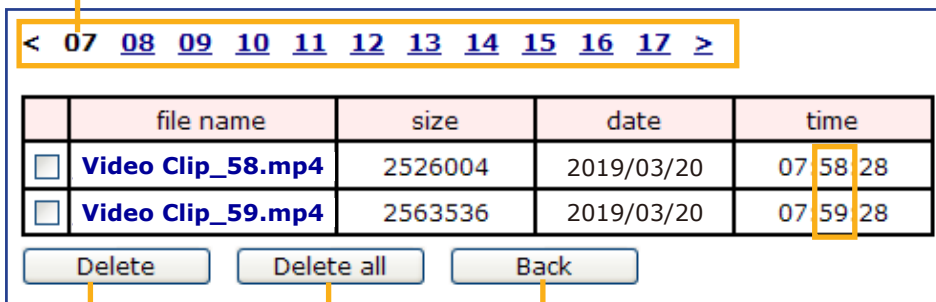 < 07 08 09 10 11 12 13 14 15 16 17 >
file name size date time
Video Clip_58.mp4 2526004 2019/03/20 07:58:28
Video Clip_59.mp4 2563536 2019/03/20 07:59:28
Delete Delete all Back